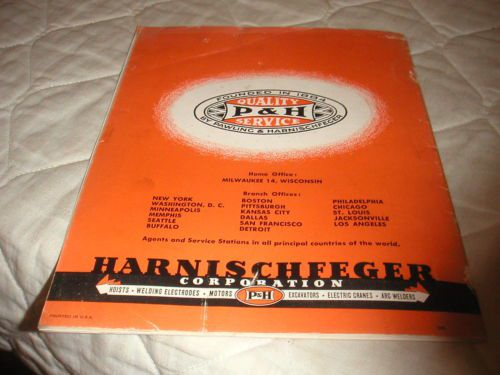 FOUNDED IN 1884
QUALITY
P&H
SERVICE
BY PAWLING & HARNISCHFEGER
Home Office:
MILWAUKEE 14, WISCONSIN
Branch Offices:
NEW YORK BOSTON PHILADELPHIA
WASHINGTON, D. C. PITTSBURGH CHICAGO
MINNEAPOLIS KANSAS CITY ST. LOUIS
MEMPHIS DALLAS JACKSONVILLE
SEATTLE SAN FRANCISCO LOS ANGELES
BUFFALO DETROIT
Agents and Service Stations in all principal countries of the world.
HARNISCHFEGER
CORPORATION
HOISTS • WELDING ELECTRODES • MOTORS P&H EXCAVATORS • ELECTRIC CRANES • ARC WELDERS
PRINTED IN U.S.A.